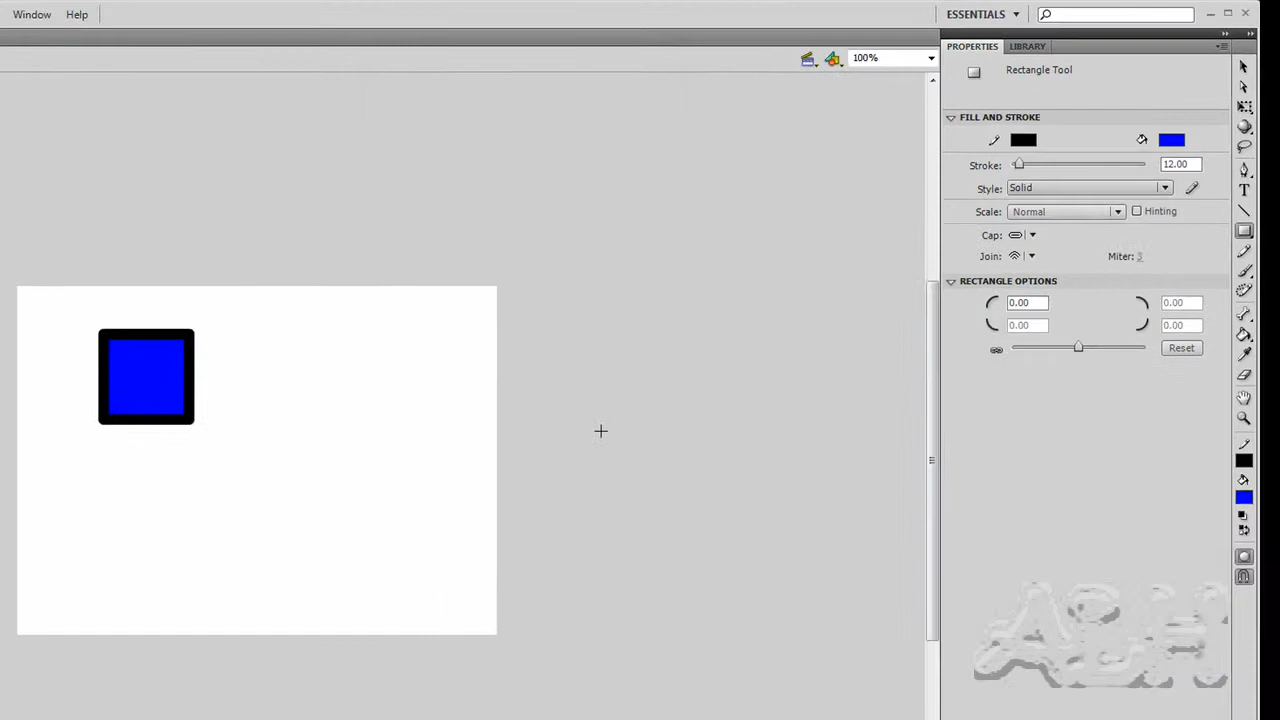 Window Help
ESSENTIALS
100%
PROPERTIES LIBRARY
Rectangle Tool
FILL AND STROKE
Stroke: 12.00
Style: Solid
Scale: Normal Hinting
Cap:
Join: Miter: 3
RECTANGLE OPTIONS
0.00 0.00
0.00 0.00
Reset
T